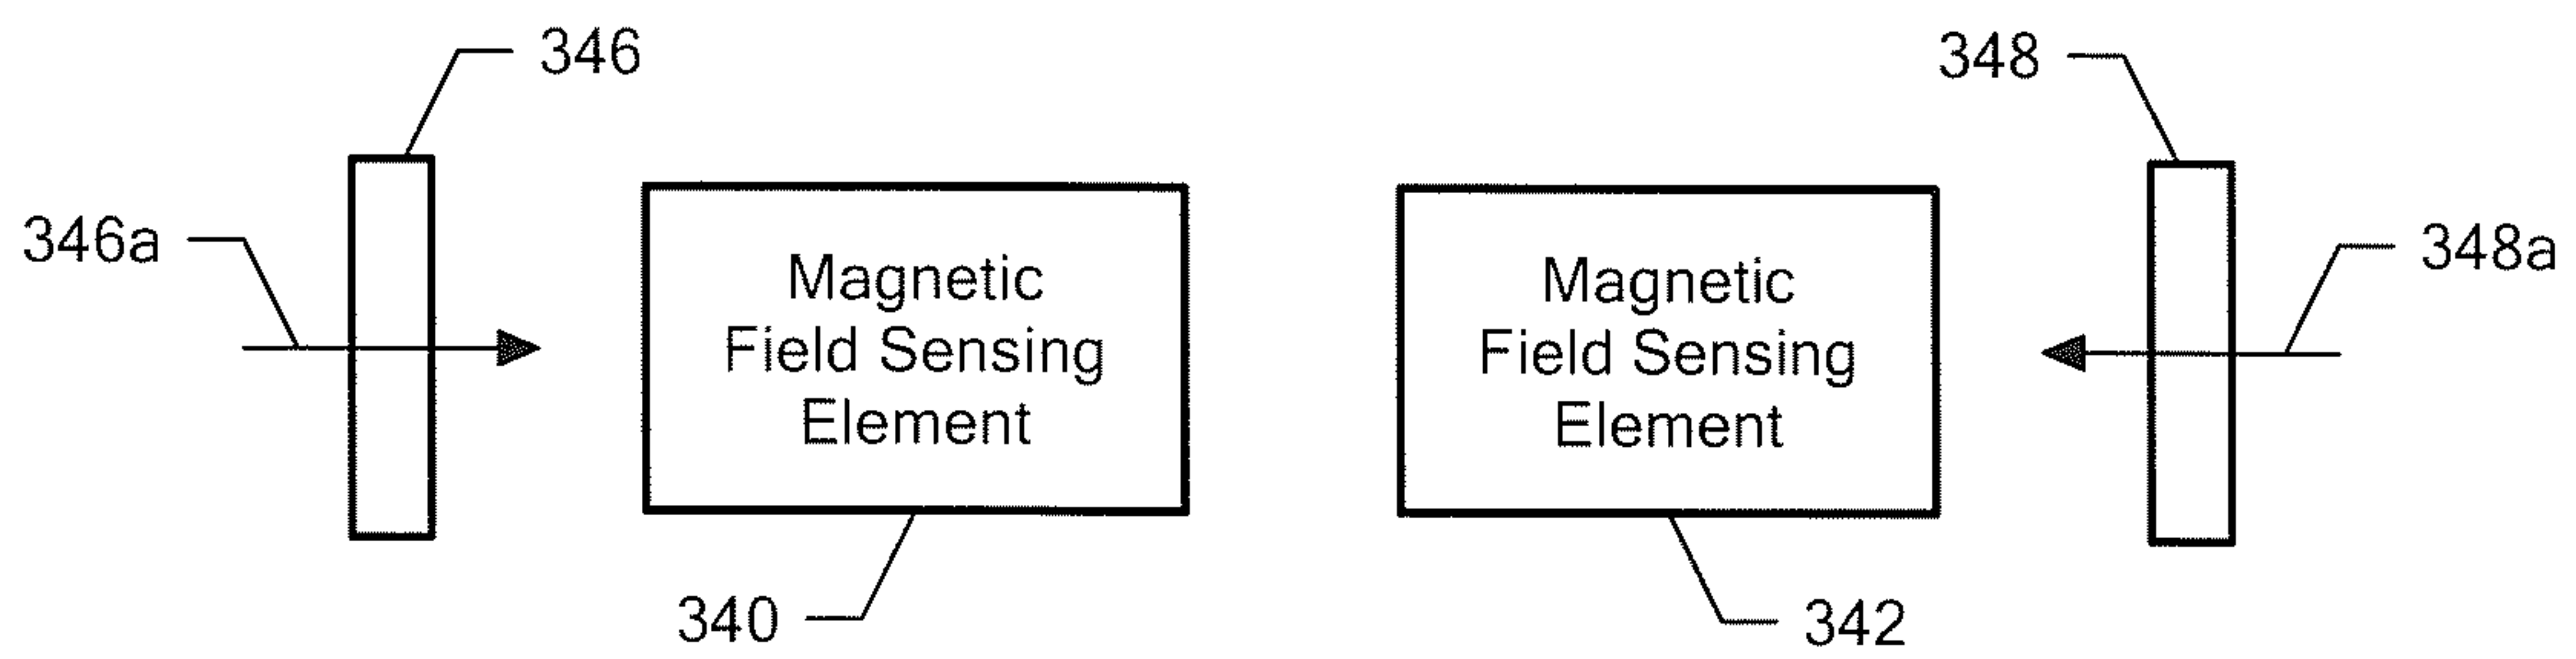 346
348
346a
348a
Magnetic
Field Sensing
Element
Magnetic
Field Sensing
Element
340
342